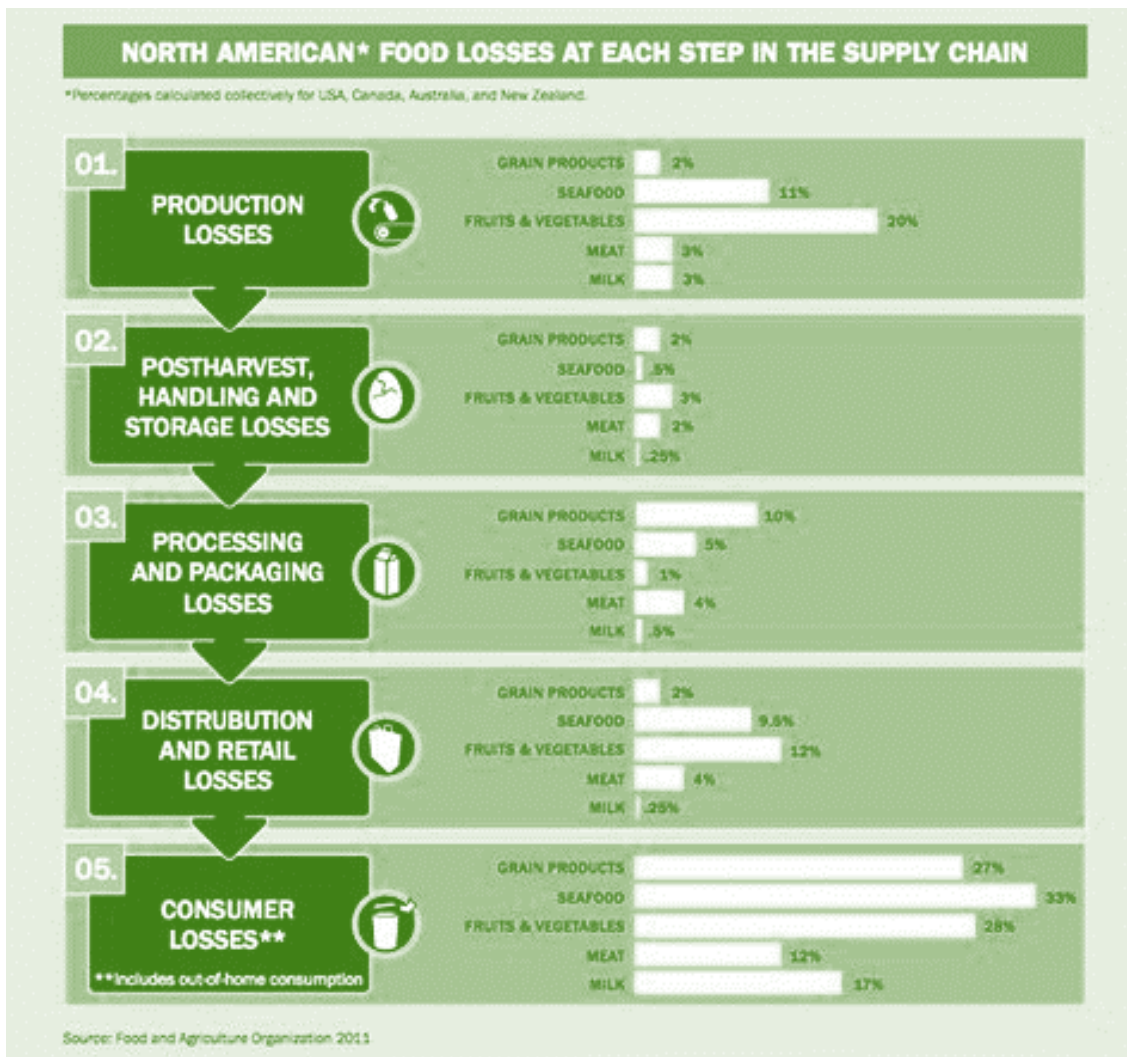 NORTH AMERICAN* FOOD LOSSES AT EACH STEP IN THE SUPPLY CHAIN
*Percentages calculated collectively for USA, Canada, Australia, and New Zealand.
01.
PRODUCTION
LOSSES
GRAIN PRODUCTS 2%
SEAFOOD 11%
FRUITS & VEGETABLES 20%
MEAT 3%
MILK 3%
02.
POSTHARVEST,
HANDLING AND
STORAGE LOSSES
GRAIN PRODUCTS 2%
SEAFOOD .5%
FRUITS & VEGETABLES 3%
MEAT 2%
MILK .25%
03.
PROCESSING
AND PACKAGING
LOSSES
GRAIN PRODUCTS 10%
SEAFOOD 5%
FRUITS & VEGETABLES 1%
MEAT 4%
MILK .5%
04.
DISTRUBUTION
AND RETAIL
LOSSES
GRAIN PRODUCTS 2%
SEAFOOD 9.5%
FRUITS & VEGETABLES 12%
MEAT 4%
MILK .25%
05.
CONSUMER
LOSSES**
**Includes out-of-home consumption
GRAIN PRODUCTS 27%
SEAFOOD 33%
FRUITS & VEGETABLES 28%
MEAT 12%
MILK 17%
Source: Food and Agriculture Organization 2011